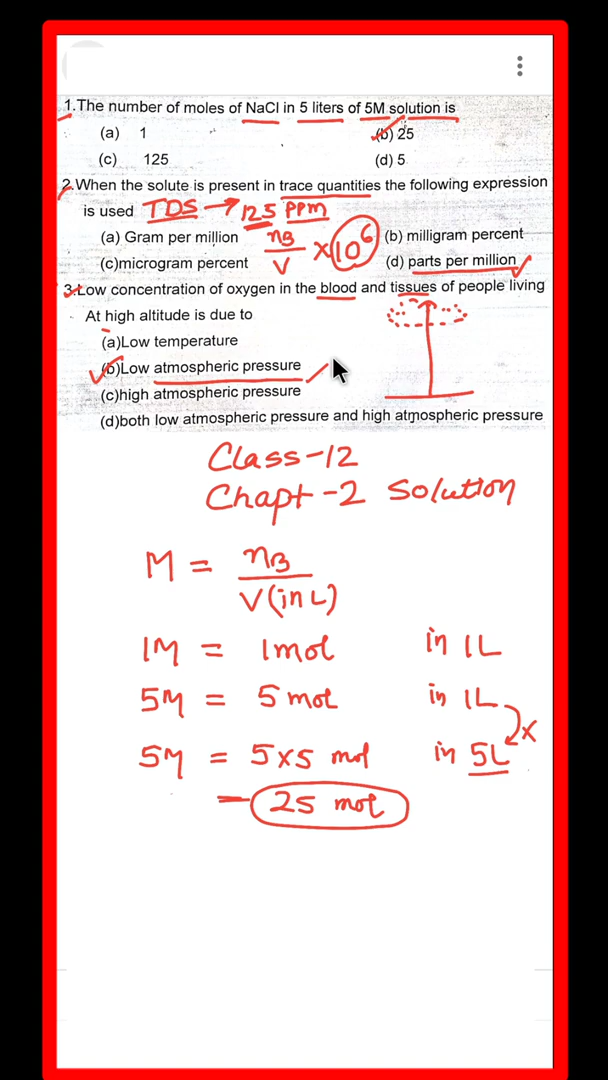 1.The number of moles of NaCl in 5 liters of 5M solution is
(a) 1 (b) 25
(c) 125 (d) 5
2.When the solute is present in trace quantities the following expression
is used TDS → 125 PPM
(a) Gram per million nB/V ×10⁶ (b) milligram percent
(c)microgram percent (d) parts per million
3.Low concentration of oxygen in the blood and tissues of people living
At high altitude is due to
(a)Low temperature
(b)Low atmospheric pressure
(c)high atmospheric pressure
(d)both low atmospheric pressure and high atmospheric pressure
Class-12
Chapt-2 Solution
M = nB
V(in L)
1M = 1mol in 1L
5M = 5 mol in 1L
5M = 5×5 mol in 5L
= 25 mol